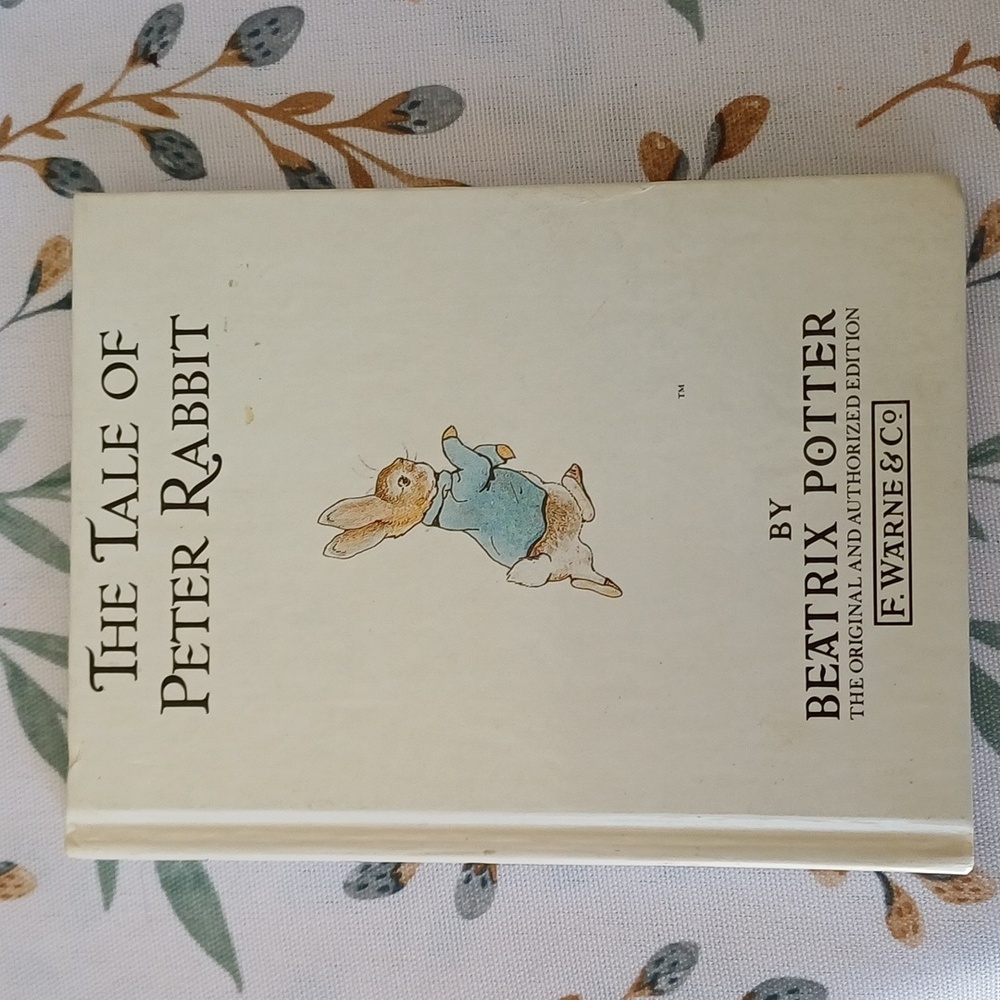 THE TALE OF
PETER RABBIT
™
BY
BEATRIX POTTER
THE ORIGINAL AND AUTHORIZED EDITION
F. WARNE & Co